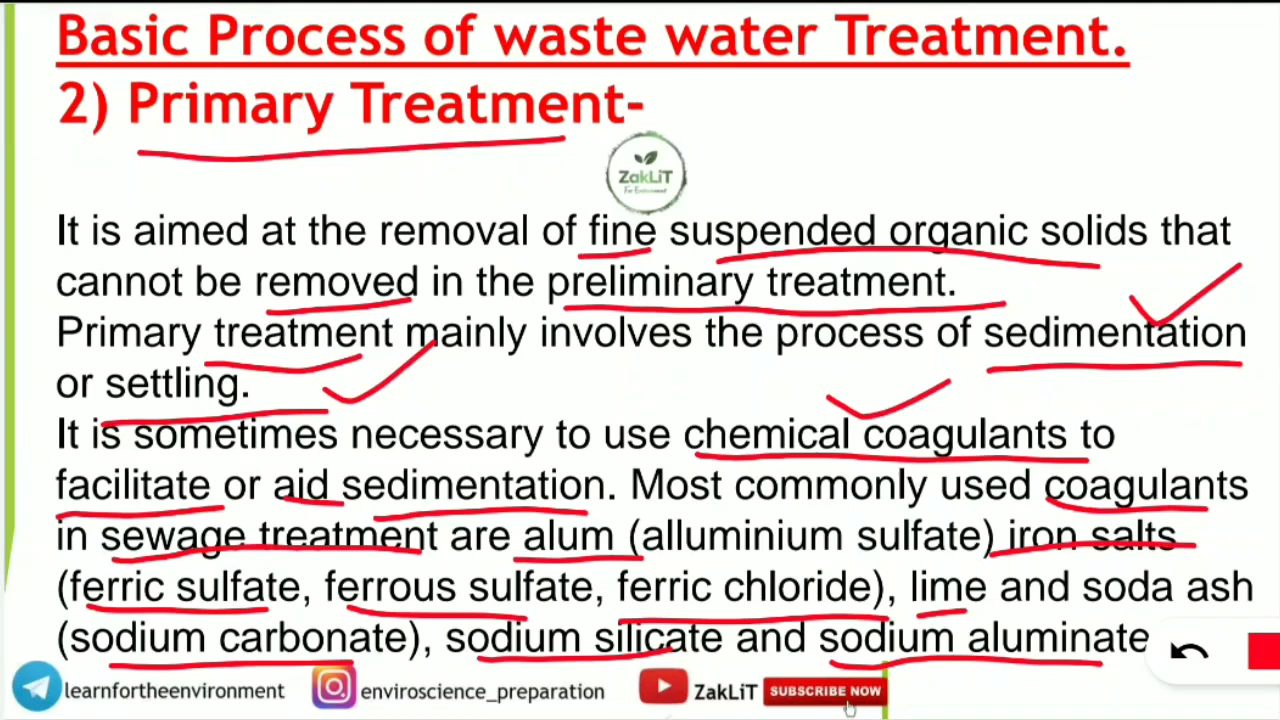 Basic Process of waste water Treatment.
2) Primary Treatment-
ZakLiT
For Environment
It is aimed at the removal of fine suspended organic solids that
cannot be removed in the preliminary treatment.
Primary treatment mainly involves the process of sedimentation
or settling.
It is sometimes necessary to use chemical coagulants to
facilitate or aid sedimentation. Most commonly used coagulants
in sewage treatment are alum (alluminium sulfate) iron salts
(ferric sulfate, ferrous sulfate, ferric chloride), lime and soda ash
(sodium carbonate), sodium silicate and sodium aluminate
learnfortheenvironment enviroscience_preparation ZakLiT SUBSCRIBE NOW